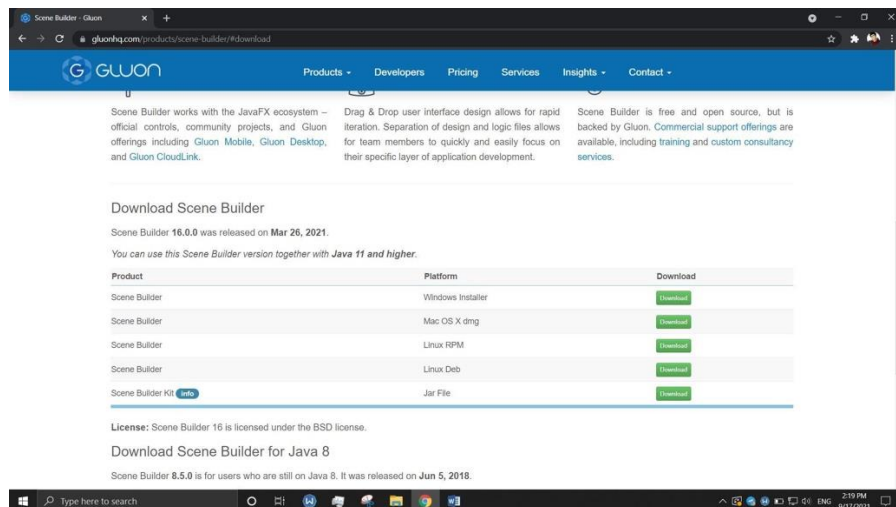 Scene Builder - Gluon
gluonhq.com/products/scene-builder/#download
GLUON
Products
Developers
Pricing
Services
Insights
Contact
Scene Builder works with the JavaFX ecosystem –
official controls, community projects, and Gluon
offerings including Gluon Mobile, Gluon Desktop,
and Gluon CloudLink.
Drag & Drop user interface design allows for rapid
iteration. Separation of design and logic files allows
for team members to quickly and easily focus on
their specific layer of application development.
Scene Builder is free and open source, but is
backed by Gluon. Commercial support offerings are
available, including training and custom consultancy
services.
Download Scene Builder
Scene Builder 16.0.0 was released on Mar 26, 2021.
You can use this Scene Builder version together with Java 11 and higher.
Product Platform Download
Scene Builder Windows Installer Download
Scene Builder Mac OS X dmg Download
Scene Builder Linux RPM Download
Scene Builder Linux Deb Download
Scene Builder Kit info Jar File Download
License: Scene Builder 16 is licensed under the BSD license.
Download Scene Builder for Java 8
Scene Builder 8.5.0 is for users who are still on Java 8. It was released on Jun 5, 2018.
Type here to search
ENG
2:19 PM
9/17/2021